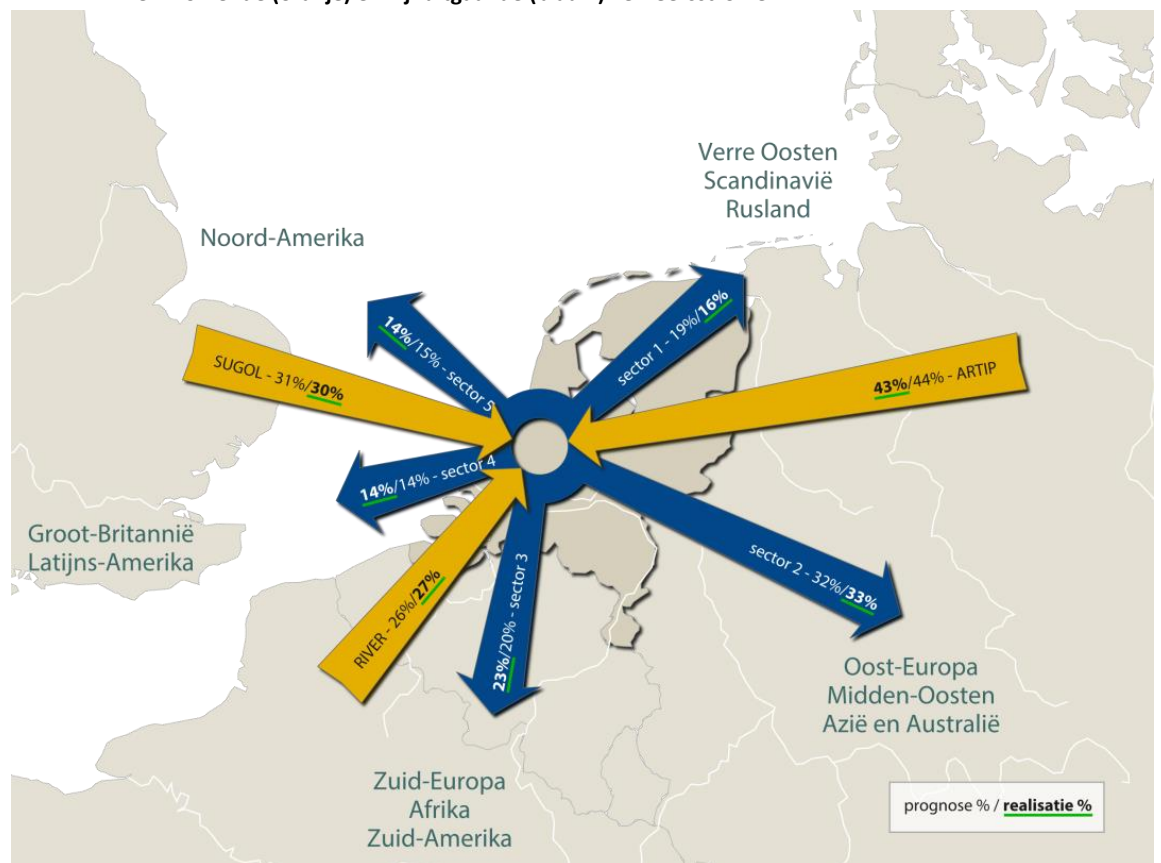 Verre Oosten
Scandinavië
Rusland
Noord-Amerika
14%/15% - sector 5
sector 1 - 19%/16%
SUGOL - 31%/30%
43%/44% - ARTIP
14%/14% - sector 4
Groot-Britannië
Latijns-Amerika
RIVER - 26%/27%
23%/20% - sector 3
sector 2 - 32%/33%
Oost-Europa
Midden-Oosten
Azië en Australië
Zuid-Europa
Afrika
Zuid-Amerika
prognose % / realisatie %